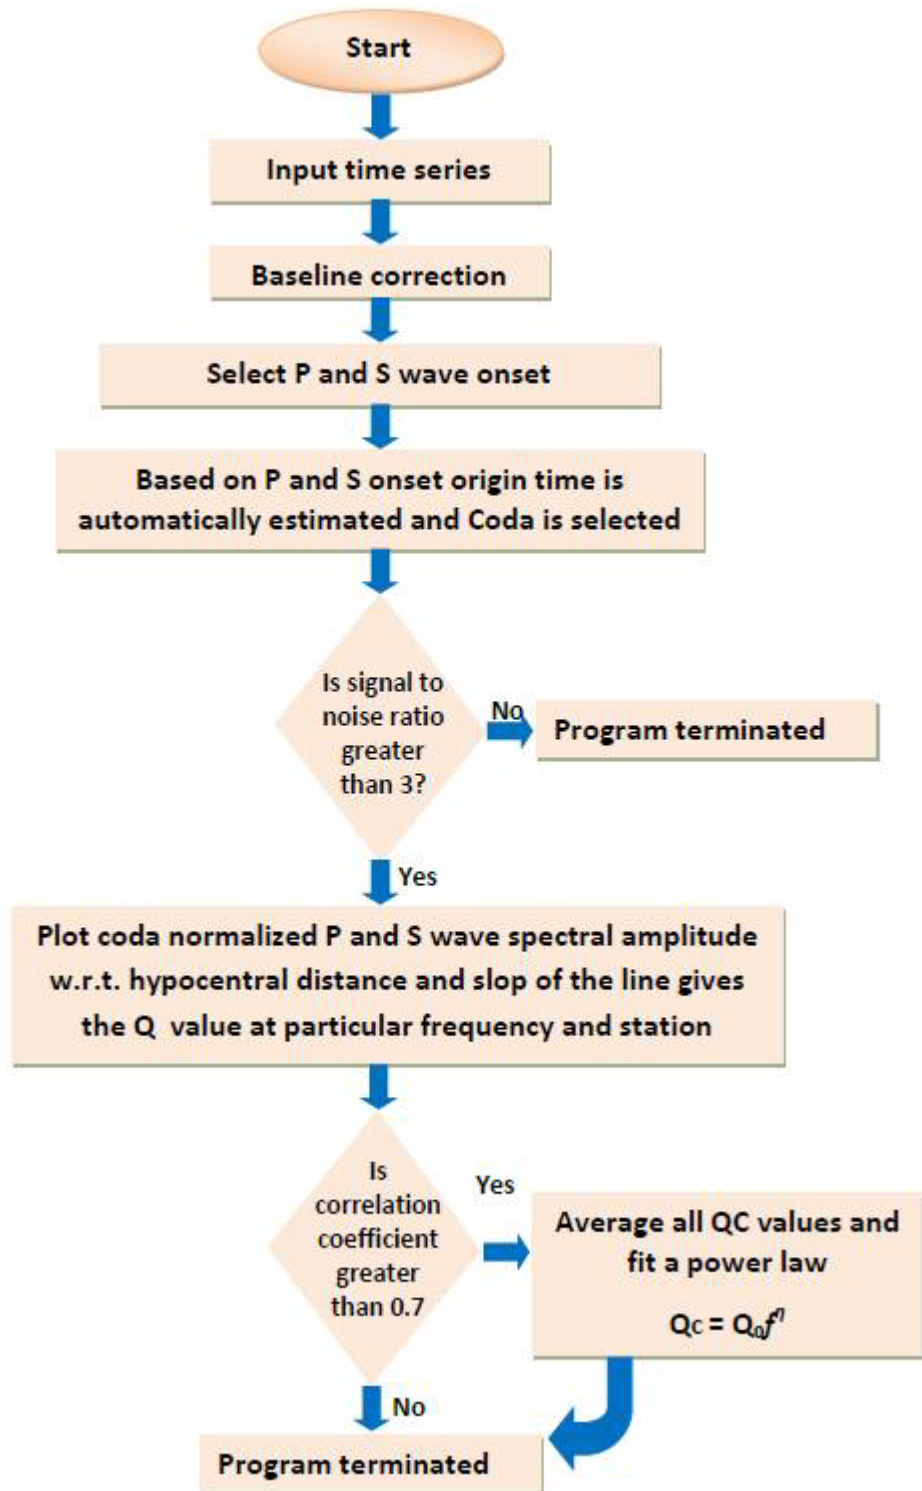 Start
Input time series
Baseline correction
Select P and S wave onset
Based on P and S onset origin time is
automatically estimated and Coda is selected
Is signal to
noise ratio
greater
than 3?
No
Program terminated
Yes
Plot coda normalized P and S wave spectral amplitude
w.r.t. hypocentral distance and slop of the line gives
the Q value at particular frequency and station
Is
correlation
coefficient
greater
than 0.7
Yes
Average all QC values and
fit a power law
Qc = Q₀fⁿ
No
Program terminated